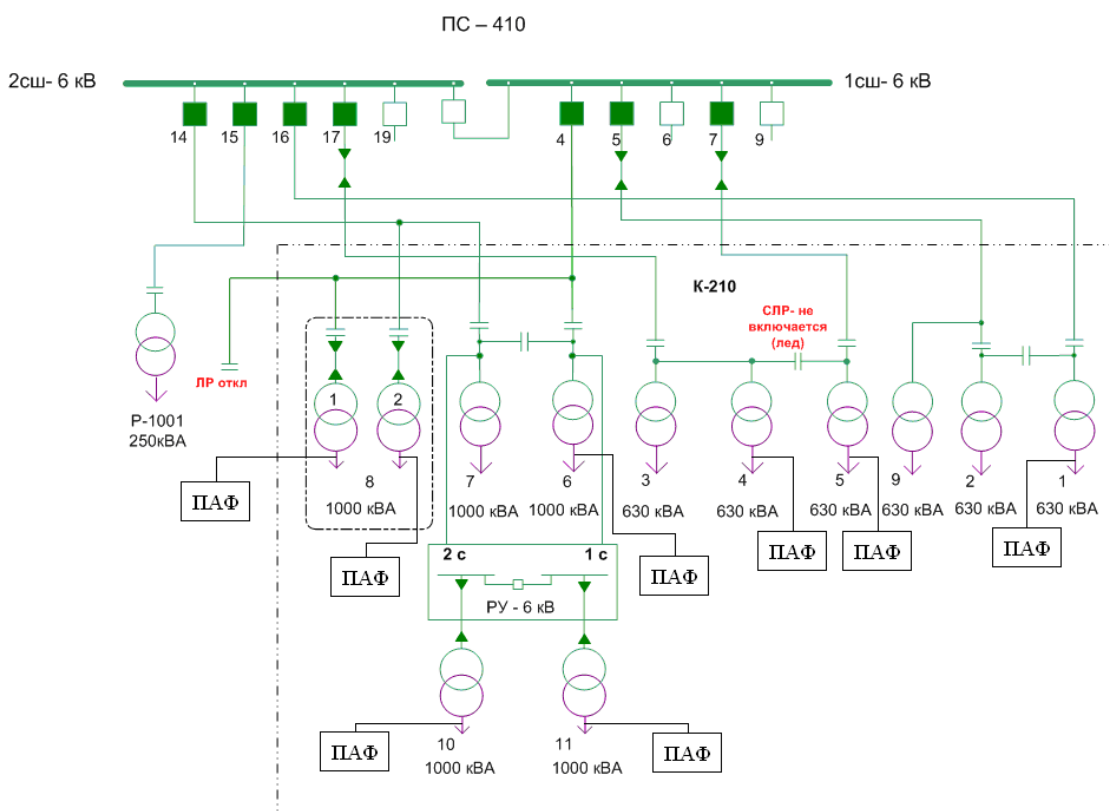 ПС – 410
2сш- 6 кВ
1сш- 6 кВ
14
15
16
17
19
4
5
6
7
9
К-210
СЛР- не
включается
(лед)
ЛР откл
Р-1001
250кВА
1
2
8
1000 кВА
7
1000 кВА
6
1000 кВА
3
630 кВА
4
630 кВА
5
630 кВА
9
630 кВА
2
630 кВА
1
630 кВА
ПАФ
ПАФ
ПАФ
ПАФ
ПАФ
ПАФ
2 с
1 с
РУ - 6 кВ
10
1000 кВА
11
1000 кВА
ПАФ
ПАФ